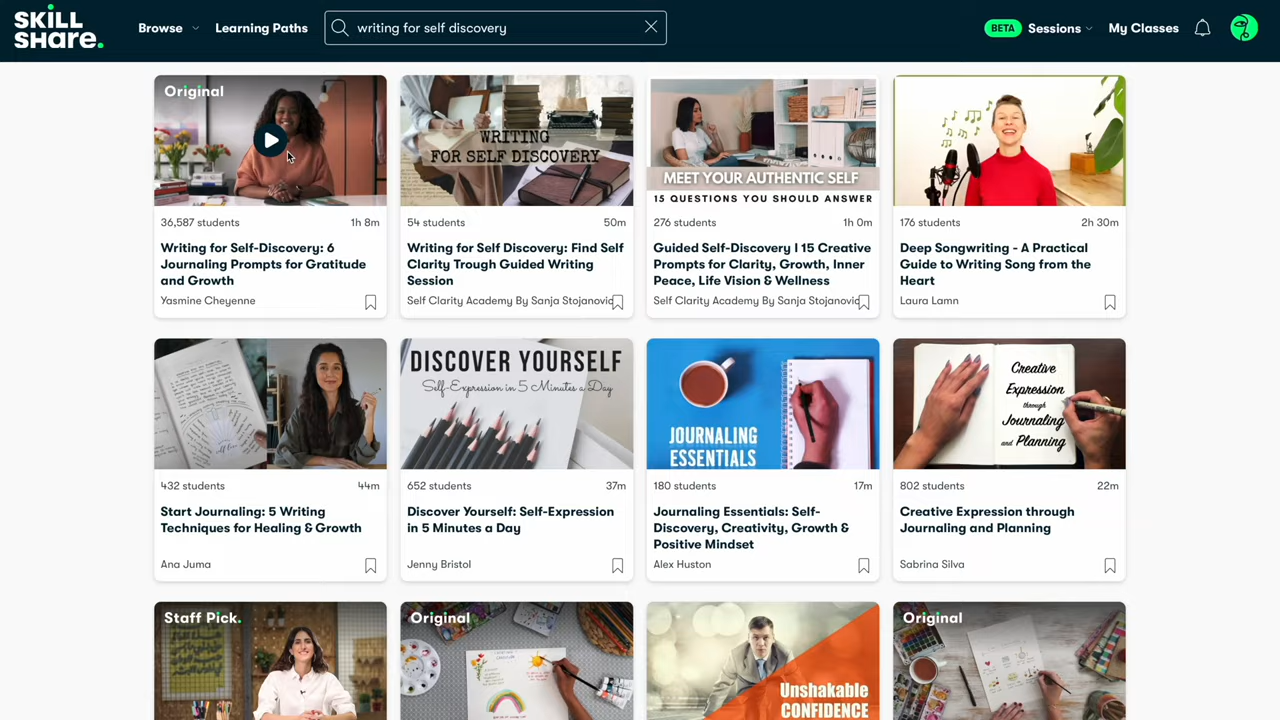 SKILL
SHARE.
Browse
Learning Paths
writing for self discovery
BETA
Sessions
My Classes
Original
WRITING
FOR SELF DISCOVERY
MEET YOUR AUTHENTIC SELF
15 QUESTIONS YOU SHOULD ANSWER
36,587 students 1h 8m
Writing for Self-Discovery: 6
Journaling Prompts for Gratitude
and Growth
Yasmine Cheyenne
54 students 50m
Writing for Self Discovery: Find Self
Clarity Trough Guided Writing
Session
Self Clarity Academy By Sanja Stojanovic
276 students 1h 0m
Guided Self-Discovery I 15 Creative
Prompts for Clarity, Growth, Inner
Peace, Life Vision & Wellness
Self Clarity Academy By Sanja Stojanovic
176 students 2h 30m
Deep Songwriting - A Practical
Guide to Writing Song from the
Heart
Laura Lamn
DISCOVER YOURSELF
Self-Expression in 5 Minutes a Day
JOURNALING
ESSENTIALS
Creative
Expression
through
Journaling
and Planning
432 students 44m
Start Journaling: 5 Writing
Techniques for Healing & Growth
Ana Juma
652 students 37m
Discover Yourself: Self-Expression
in 5 Minutes a Day
Jenny Bristol
180 students 17m
Journaling Essentials: Self-
Discovery, Creativity, Growth &
Positive Mindset
Alex Huston
802 students 22m
Creative Expression through
Journaling and Planning
Sabrina Silva
Staff Pick.
Original
Unshakable
CONFIDENCE
Original